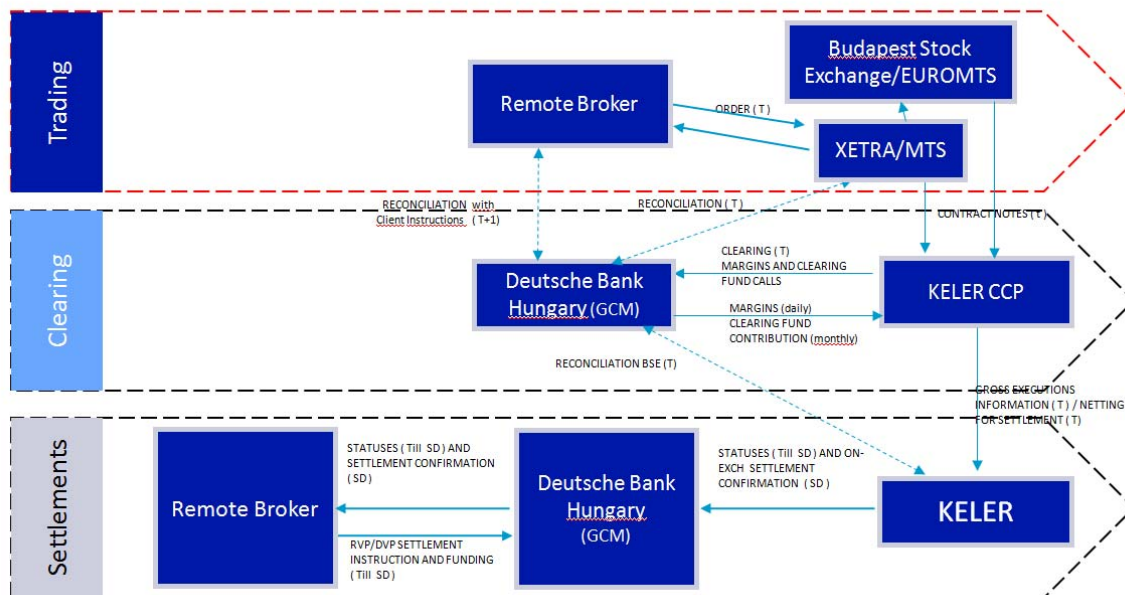 Trading
Budapest Stock
Exchange/EUROMTS
Remote Broker
ORDER ( T )
XETRA/MTS
RECONCILIATION with
Client Instructions ( T+1)
RECONCILIATION ( T )
CONTRACT NOTES ( t )
Clearing
CLEARING ( T )
MARGINS AND CLEARING
FUND CALLS
Deutsche Bank
Hungary (GCM)
KELER CCP
MARGINS (daily)
CLEARING FUND
CONTRIBUTION (monthly)
RECONCILIATION BSE (T)
GROSS EXECUTIONS
INFORMATION ( T ) / NETTING
FOR SETTLEMENT ( T)
Settlements
STATUSES ( Till SD ) AND
SETTLEMENT CONFIRMATION
( SD )
STATUSES ( Till SD ) AND ON-
EXCH SETTLEMENT
CONFIRMATION ( SD )
Remote Broker
Deutsche Bank
Hungary
(GCM)
KELER
RVP/DVP SETTLEMENT
INSTRUCTION AND FUNDING
( Till SD )